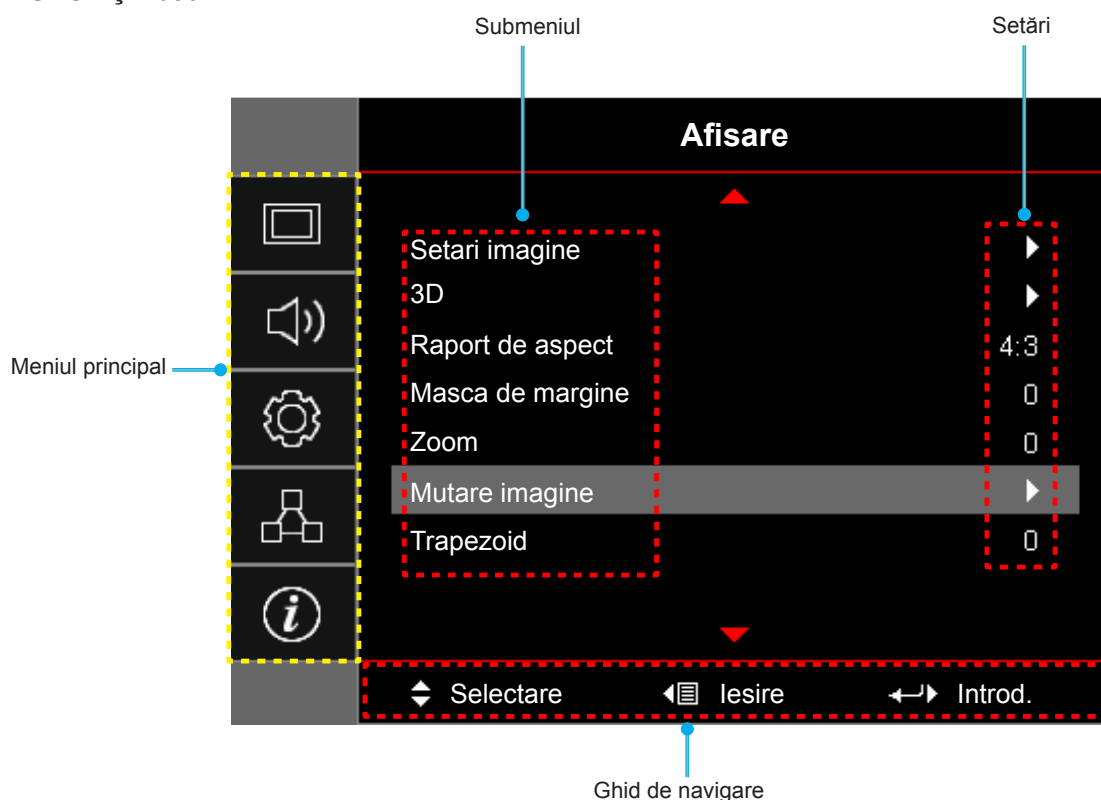 Submeniul
Setări
Afisare
Setari imagine
3D
Raport de aspect 4:3
Meniul principal
Masca de margine 0
Zoom 0
Mutare imagine
Trapezoid 0
i
Selectare Iesire Introd.
Ghid de navigare